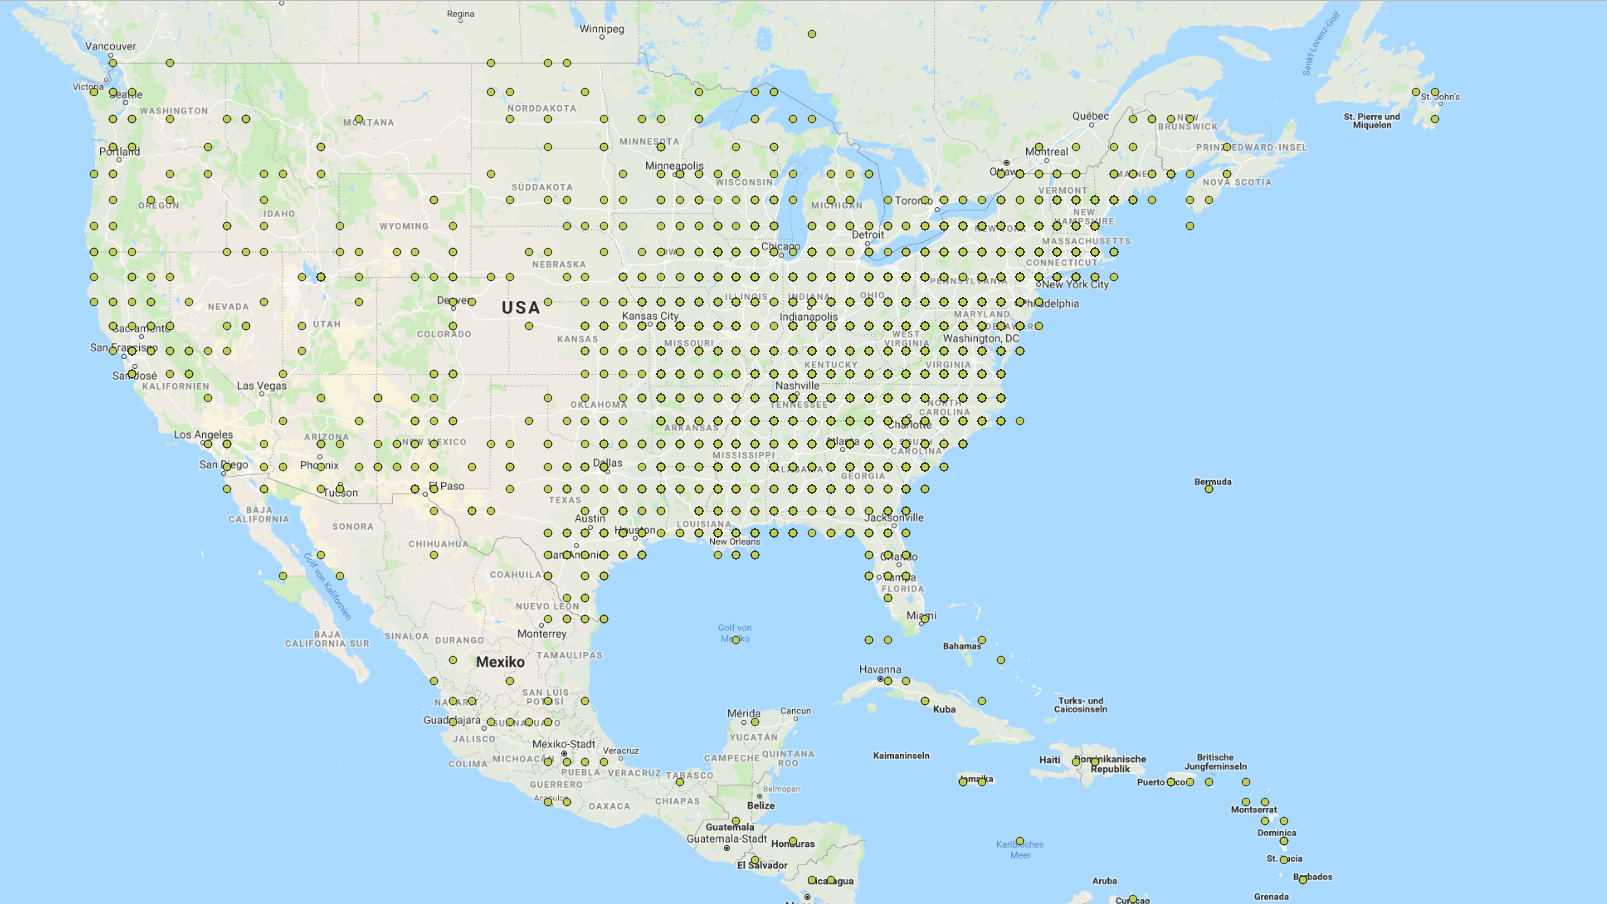 Regina
Winnipeg
Vancouver
Victoria
Seattle
WASHINGTON
MONTANA
NORDDAKOTA
MINNESOTA
Québec
NEW
BRUNSWICK
St. John's
St. Pierre und
Miquelon
Sankt-Lorenz-Golf
Portland
Minneapolis
Montreal
Ottawa
PRINZ-EDWARD-INSEL
MAINE
NOVA SCOTIA
SÜDDAKOTA
WISCONSIN
VERMONT
OREGON
IDAHO
MICHIGAN
Toronto
NEW
HAMPSHIRE
WYOMING
Detroit
NEW YORK
MASSACHUSETTS
Chicago
IOWA
CONNECTICUT
NEBRASKA
PENNSYLVANIA
New York City
NEVADA
Denver
USA
ILLINOIS
INDIANA
OHIO
Philadelphia
Kansas City
Indianapolis
MARYLAND
Sacramento
UTAH
COLORADO
KANSAS
MISSOURI
WEST
VIRGINIA
DELAWARE
Washington, DC
San Francisco
San José
KENTUCKY
VIRGINIA
KALIFORNIEN
Las Vegas
Nashville
TENNESSEE
OKLAHOMA
NORTH
CAROLINA
Charlotte
ARKANSAS
Los Angeles
ARIZONA
NEW MEXICO
Atlanta
SOUTH
CAROLINA
MISSISSIPPI
San Diego
Phoenix
Dallas
ALABAMA
GEORGIA
Tucson
El Paso
TEXAS
Bermuda
BAJA
CALIFORNIA
SONORA
Austin
Houston
LOUISIANA
Jacksonville
CHIHUAHUA
New Orleans
San Antonio
Orlando
Golf von Kalifornien
COAHUILA
Tampa
FLORIDA
NUEVO LEÓN
Miami
BAJA
CALIFORNIA SUR
SINALOA
DURANGO
Monterrey
Golf von
Mexiko
Bahamas
TAMAULIPAS
Mexiko
Havanna
SAN LUIS
POTOSÍ
NAYARIT
Kuba
Turks- und
Caicosinseln
Guadalajara
GUANAJUATO
Mérida
Cancún
JALISCO
YUCATÁN
Mexiko-Stadt
Veracruz
COLIMA
MICHOACÁN
CAMPECHE
QUINTANA
ROO
Kaimaninseln
Haiti
Dominikanische
Republik
Britische
Jungferninseln
PUEBLA
VERACRUZ
TABASCO
Jamaika
Puerto Rico
GUERRERO
Acapulco
OAXACA
CHIAPAS
Belmopan
Belize
Montserrat
Guatemala
Guatemala-Stadt
Honduras
Karibisches
Meer
Dominica
El Salvador
St. Lucia
Nicaragua
Aruba
Barbados
Curaçao
Grenada